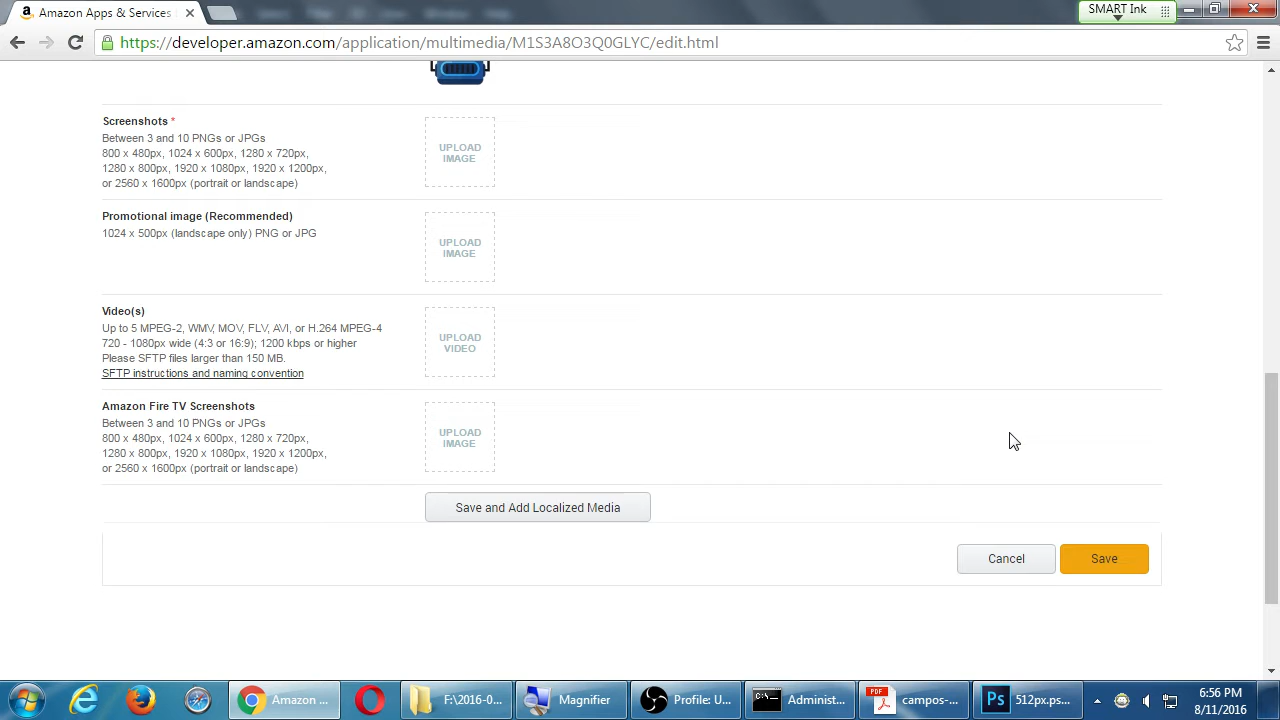 Amazon Apps & Services
SMART Ink
https://developer.amazon.com/application/multimedia/M1S3A6O3Q0GLYC/edit.html
Screenshots *
Between 3 and 10 PNGs or JPGs
800 x 480px, 1024 x 600px, 1280 x 720px,
1280 x 800px, 1920 x 1080px, 1920 x 1200px,
or 2560 x 1600px (portrait or landscape)
UPLOAD
IMAGE
Promotional image (Recommended)
1024 x 500px (landscape only) PNG or JPG
UPLOAD
IMAGE
Video(s)
Up to 5 MPEG-2, WMV, MOV, FLV, AVI, or H.264 MPEG-4
720 - 1080px wide (4:3 or 16:9); 1200 kbps or higher
Please SFTP files larger than 150 MB.
SFTP instructions and naming convention
UPLOAD
VIDEO
Amazon Fire TV Screenshots
Between 3 and 10 PNGs or JPGs
800 x 480px, 1024 x 600px, 1280 x 720px,
1280 x 800px, 1920 x 1080px, 1920 x 1200px,
or 2560 x 1600px (portrait or landscape)
UPLOAD
IMAGE
Save and Add Localized Media
Cancel
Save
Amazon ...
F:\2016-0...
Magnifier
Profile: U...
C:\
Administ...
PDF
campos-...
Ps
512px.ps...
6:56 PM
8/11/2016